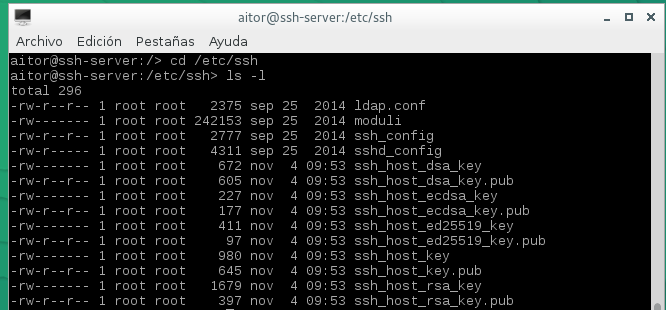 aitor@ssh-server:/etc/ssh
Archivo Edición Pestañas Ayuda
aitor@ssh-server:/> cd /etc/ssh
aitor@ssh-server:/etc/ssh> ls -l
total 296
-rw-r--r-- 1 root root   2375 sep 25  2014 ldap.conf
-rw------- 1 root root 242153 sep 25  2014 moduli
-rw-r--r-- 1 root root   2777 sep 25  2014 ssh_config
-rw-r----- 1 root root   4311 sep 25  2014 sshd_config
-rw------- 1 root root    672 nov  4 09:53 ssh_host_dsa_key
-rw-r--r-- 1 root root    605 nov  4 09:53 ssh_host_dsa_key.pub
-rw------- 1 root root    227 nov  4 09:53 ssh_host_ecdsa_key
-rw-r--r-- 1 root root    177 nov  4 09:53 ssh_host_ecdsa_key.pub
-rw------- 1 root root    411 nov  4 09:53 ssh_host_ed25519_key
-rw-r--r-- 1 root root     97 nov  4 09:53 ssh_host_ed25519_key.pub
-rw------- 1 root root    980 nov  4 09:53 ssh_host_key
-rw-r--r-- 1 root root    645 nov  4 09:53 ssh_host_key.pub
-rw------- 1 root root   1679 nov  4 09:53 ssh_host_rsa_key
-rw-r--r-- 1 root root    397 nov  4 09:53 ssh_host_rsa_key.pub